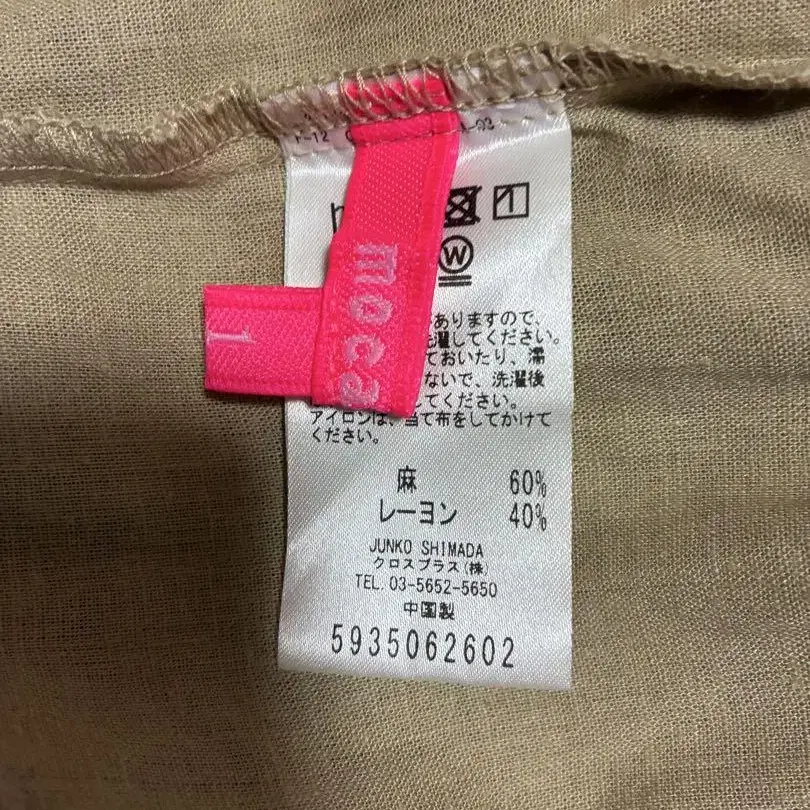 moca
1
W
ありますので、
濯してください。
ておいたり、濡
ないで、洗濯後
してください。
アイロンは、当て布をしてかけて
ください。
麻 60%
レーヨン 40%
JUNKO SHIMADA
クロスプラス(株)
TEL. 03-5652-5650
中国製
5935062602